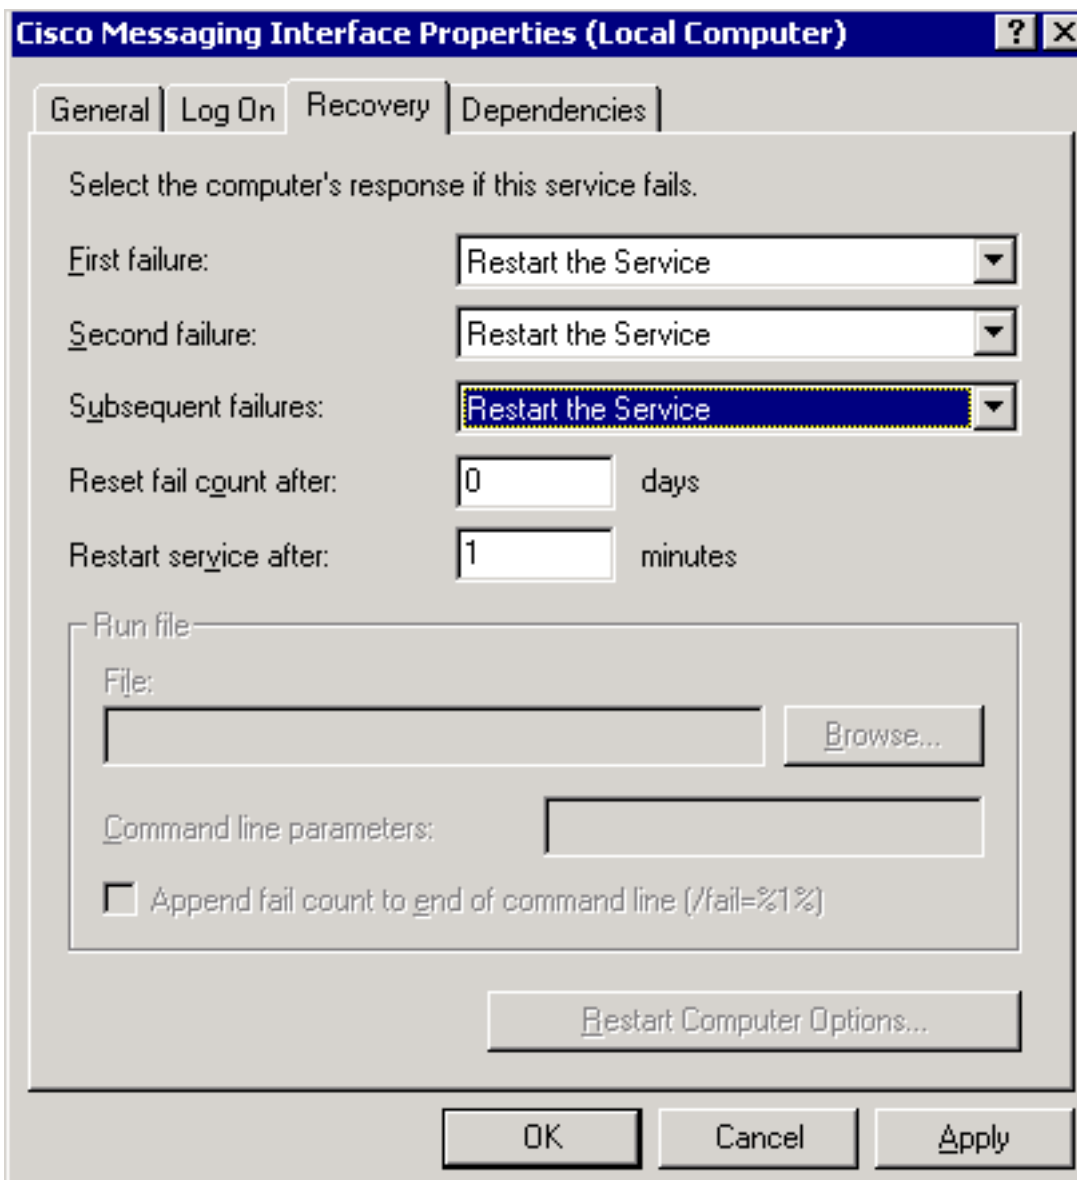 Cisco Messaging Interface Properties (Local Computer)
General Log On Recovery Dependencies
Select the computer's response if this service fails.
First failure: Restart the Service
Second failure: Restart the Service
Subsequent failures: Restart the Service
Reset fail count after: 0 days
Restart service after: 1 minutes
Run file
File:
Browse...
Command line parameters:
Append fail count to end of command line (/fail=%1%)
Restart Computer Options...
OK Cancel Apply